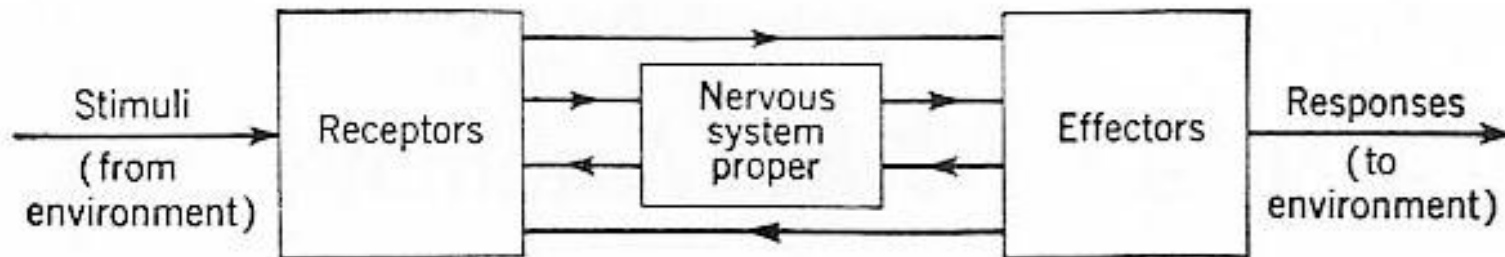 Stimuli
(from
environment)
Receptors
Nervous
system
proper
Effectors
Responses
(to
environment)